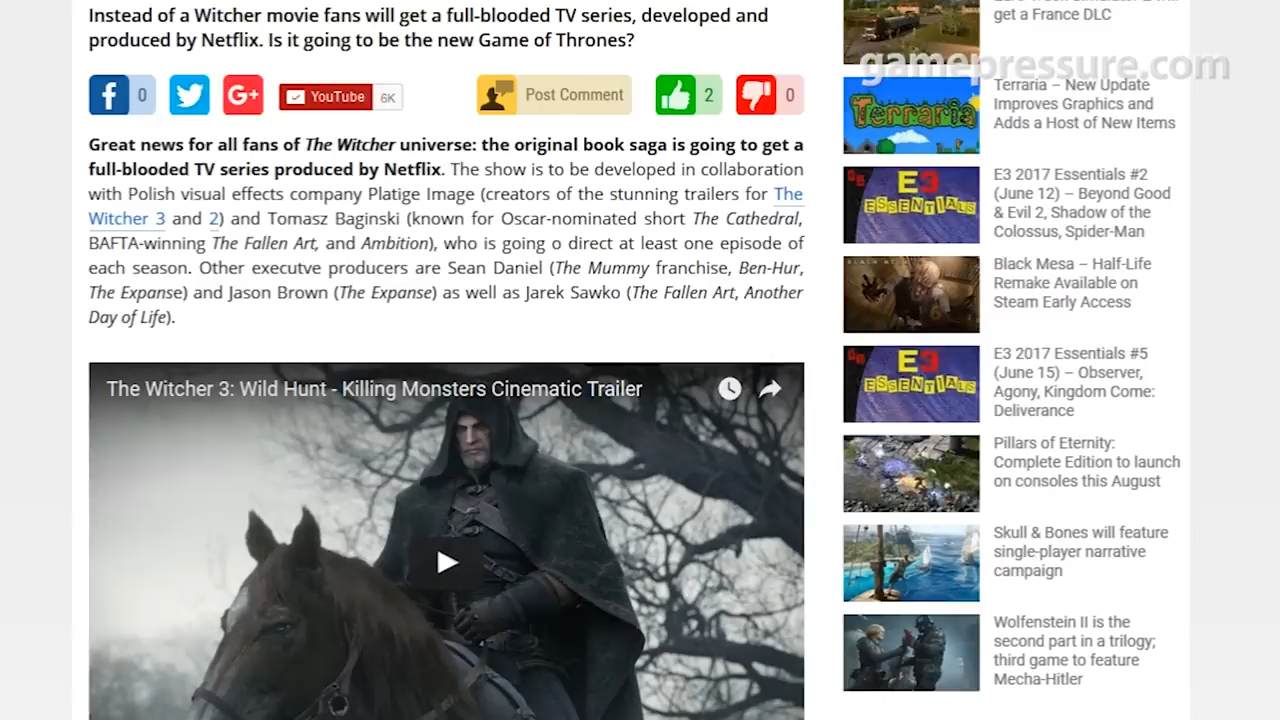 Instead of a Witcher movie fans will get a full-blooded TV series, developed and
produced by Netflix. Is it going to be the new Game of Thrones?
0
G+
YouTube
6K
Post Comment
2
0
Great news for all fans of The Witcher universe: the original book saga is going to get a
full-blooded TV series produced by Netflix. The show is to be developed in collaboration
with Polish visual effects company Platige Image (creators of the stunning trailers for The
Witcher 3 and 2) and Tomasz Baginski (known for Oscar-nominated short The Cathedral,
BAFTA-winning The Fallen Art, and Ambition), who is going o direct at least one episode of
each season. Other executve producers are Sean Daniel (The Mummy franchise, Ben-Hur,
The Expanse) and Jason Brown (The Expanse) as well as Jarek Sawko (The Fallen Art, Another
Day of Life).
The Witcher 3: Wild Hunt - Killing Monsters Cinematic Trailer
get a France DLC
gamepressure.com
Terraria
Terraria – New Update
Improves Graphics and
Adds a Host of New Items
E3
ESSENTIALS
E3 2017 Essentials #2
(June 12) – Beyond Good
& Evil 2, Shadow of the
Colossus, Spider-Man
Black Mesa – Half-Life
Remake Available on
Steam Early Access
E3
ESSENTIALS
E3 2017 Essentials #5
(June 15) – Observer,
Agony, Kingdom Come:
Deliverance
Pillars of Eternity:
Complete Edition to launch
on consoles this August
Skull & Bones will feature
single-player narrative
campaign
Wolfenstein II is the
second part in a trilogy;
third game to feature
Mecha-Hitler